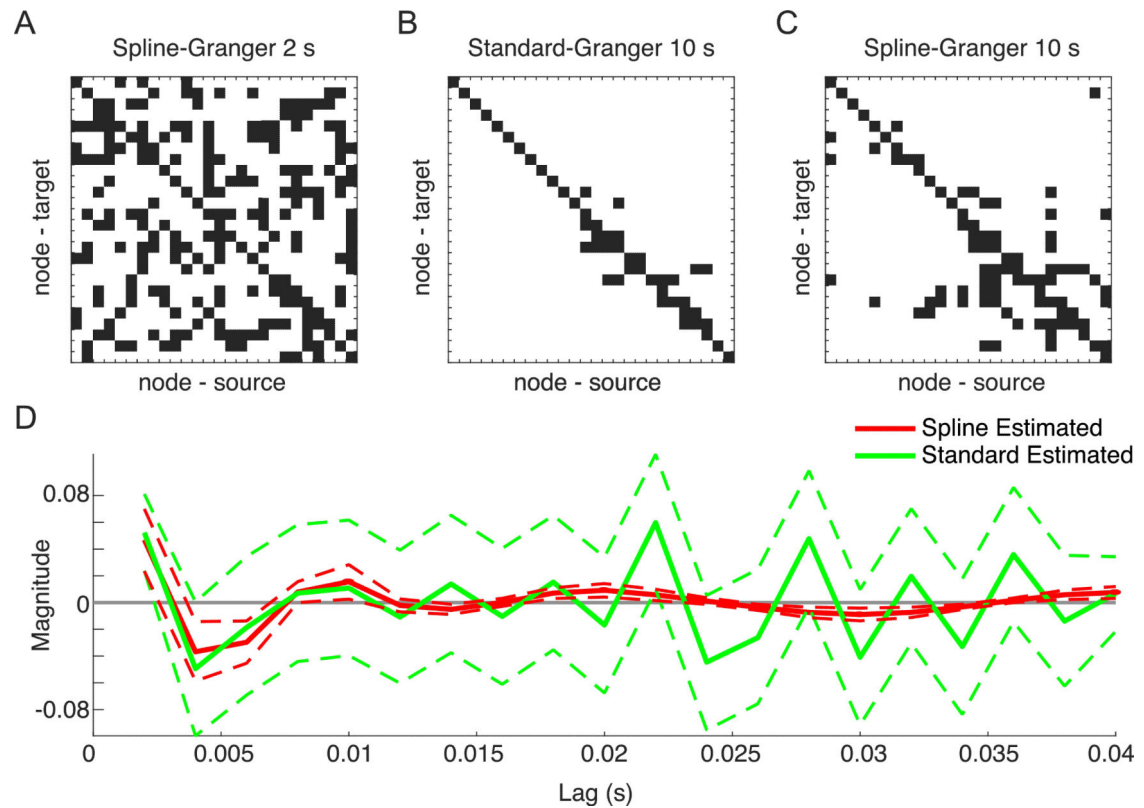 A
Spline-Granger 2 s
node - target
node - source
B
Standard-Granger 10 s
node - target
node - source
C
Spline-Granger 10 s
node - target
node - source
D
Spline Estimated
Standard Estimated
Magnitude
0.08
0
-0.08
0
0.005
0.01
0.015
0.02
0.025
0.03
0.035
0.04
Lag (s)